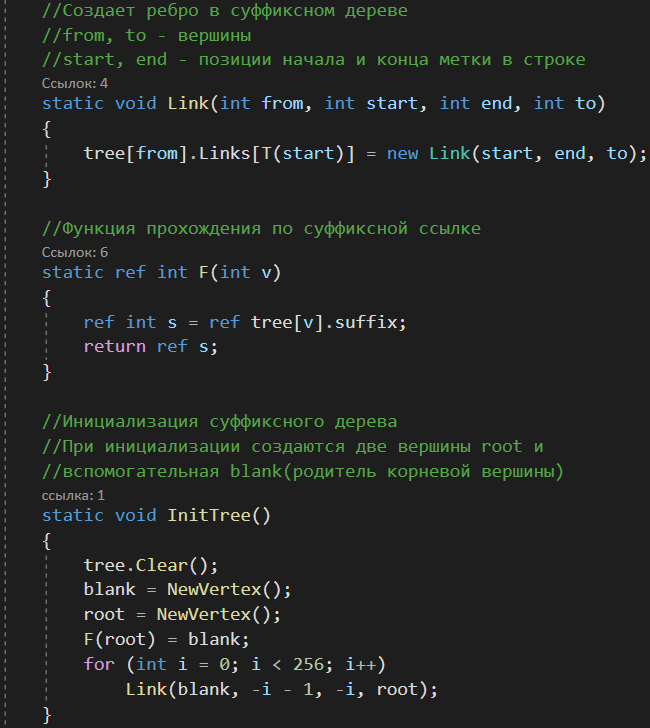 //Создает ребро в суффиксном дереве
//from, to - вершины
//start, end - позиции начала и конца метки в строке
Ссылок: 4
static void Link(int from, int start, int end, int to)
{
tree[from].Links[T(start)] = new Link(start, end, to);
}
//Функция прохождения по суффиксной ссылке
Ссылок: 6
static ref int F(int v)
{
ref int s = ref tree[v].suffix;
return ref s;
}
//Инициализация суффиксного дерева
//При инициализации создаются две вершины root и
//вспомогательная blank(родитель корневой вершины)
ссылка: 1
static void InitTree()
{
tree.Clear();
blank = NewVertex();
root = NewVertex();
F(root) = blank;
for (int i = 0; i < 256; i++)
Link(blank, -i - 1, -i, root);
}